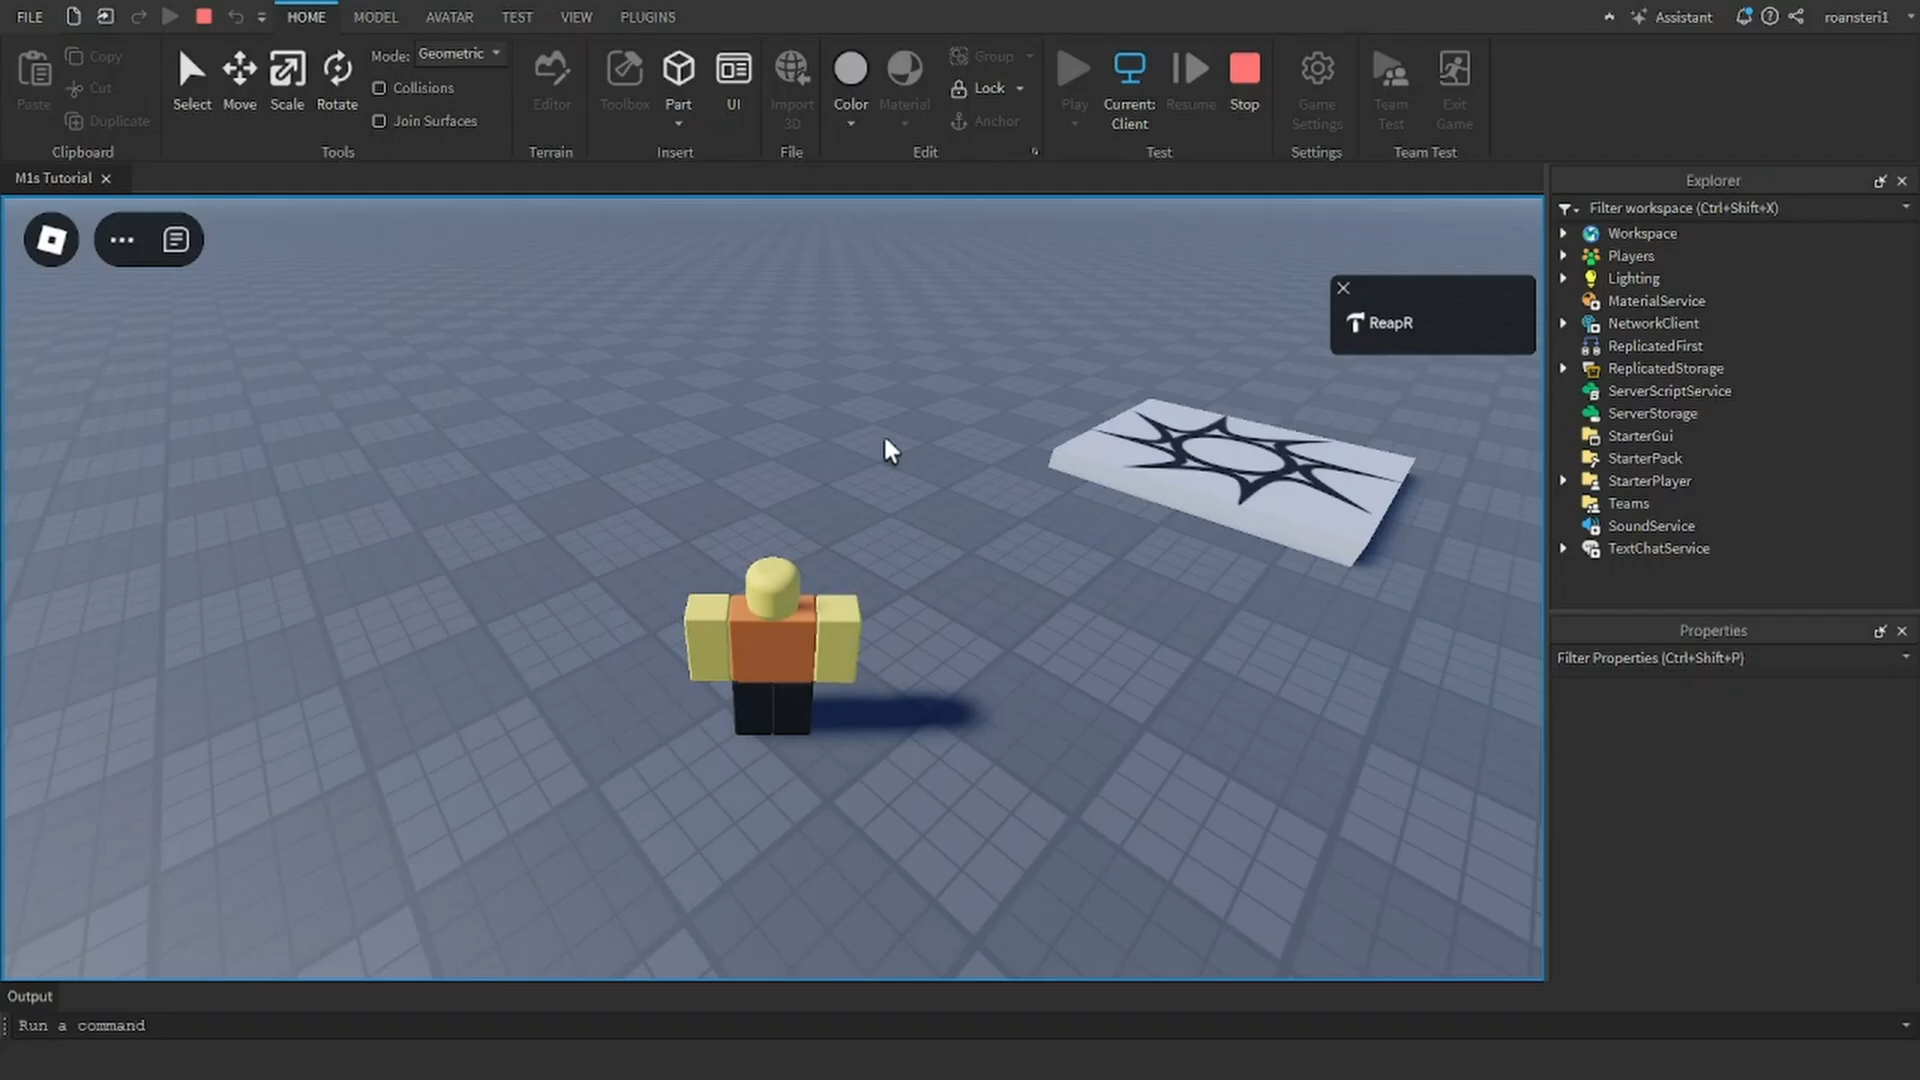 FILE HOME MODEL AVATAR TEST VIEW PLUGINS Assistant roansteri1
Paste Copy Cut Duplicate
Clipboard
Select Move Scale Rotate
Mode: Geometric
Collisions
Join Surfaces
Tools
Editor
Terrain
Toolbox Part UI
Insert
Import 3D
File
Color Material
Group
Lock
Anchor
Edit
Play Current: Client Resume Stop
Test
Game Settings
Settings
Team Test Exit Game
Team Test
M1s Tutorial
ReapR
Explorer
Filter workspace (Ctrl+Shift+X)
Workspace
Players
Lighting
MaterialService
NetworkClient
ReplicatedFirst
ReplicatedStorage
ServerScriptService
ServerStorage
StarterGui
StarterPack
StarterPlayer
Teams
SoundService
TextChatService
Properties
Filter Properties (Ctrl+Shift+P)
Output
Run a command